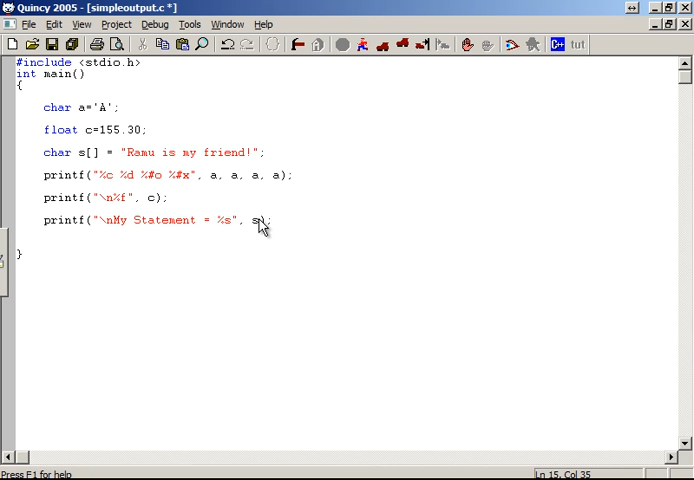 Quincy 2005 - [simpleoutput.c *]
File Edit View Project Debug Tools Window Help
C++ tut
#include <stdio.h>
int main()
{
char a='A';
float c=155.30;
char s[] = "Ramu is my friend!";
printf("%c %d %#o %#x", a, a, a, a);
printf("\n%f", c);
printf("\nMy Statement = %s", s);
}
Press F1 for help Ln 15, Col 35